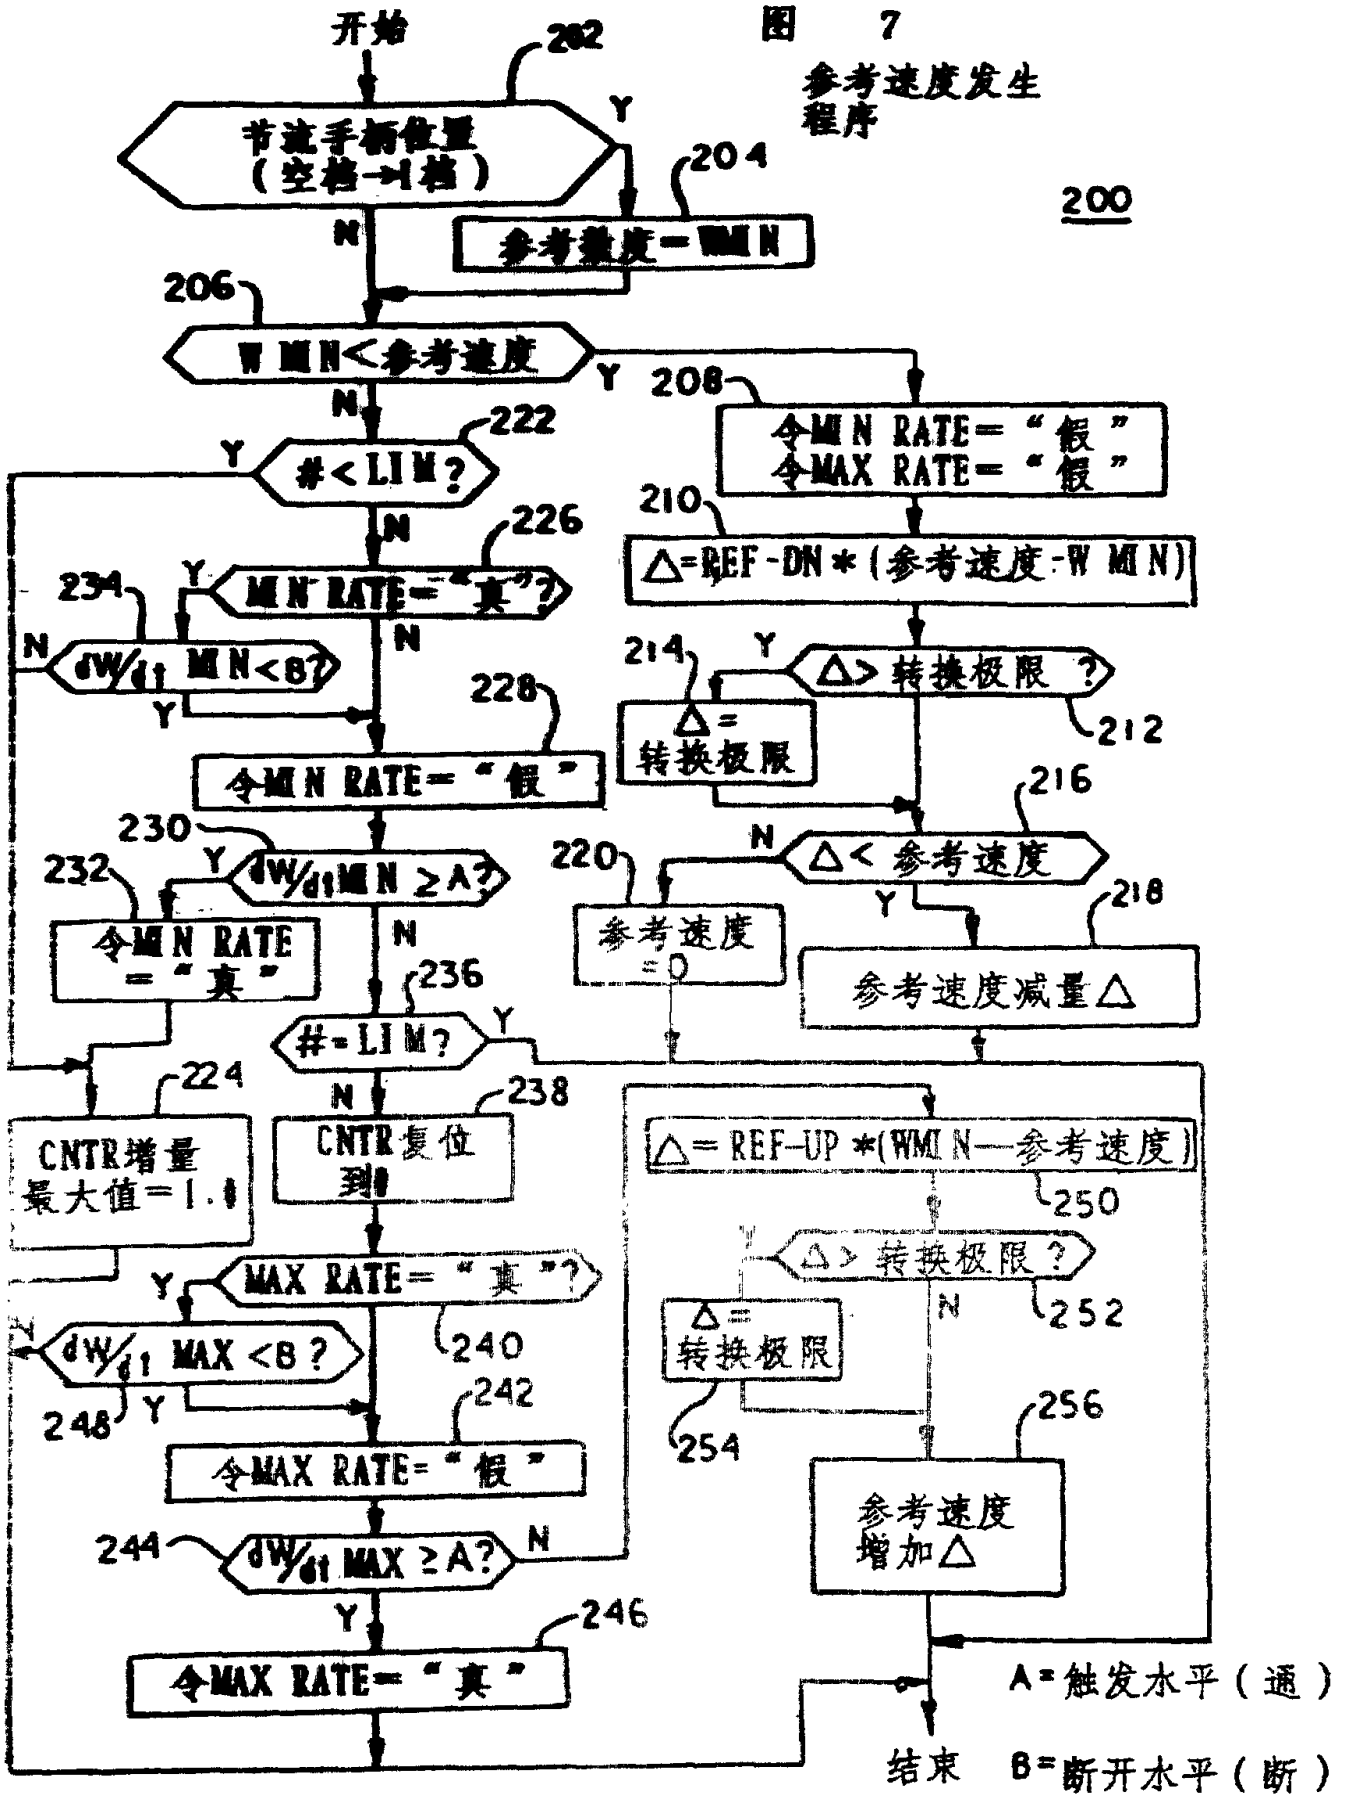 图 7
参考速度发生
程序
200
开始
202
节流手柄位置
(空档→1档)
Y
N
204
参考数度=WMIN
206
W MIN<参考速度
Y
N
208
令MIN RATE="假"
令MAX RATE="假"
222
#<LIM?
Y
N
210
△=REF-DN*(参考速度-W MIN)
226
MIN RATE="真"?
Y
N
234
dW/dt MIN<B?
N
Y
214
△=
转换极限
Y
△>转换极限 ?
212
228
令MIN RATE="假"
216
△<参考速度
N
Y
230
dW/dt MIN ≥A?
Y
N
232
令MIN RATE
="真"
220
参考速度
=0
218
参考速度减量△
236
#=LIM?
Y
N
224
CNTR增量
最大值=1.0
238
CNTR复位
到0
△=REF-UP*(WMIN—参考速度)
250
MAX RATE="真"?
Y
240
△>转换极限?
Y
N
252
△=
转换极限
254
dW/dt MAX <B?
N
248
Y
242
令MAX RATE="假"
256
参考速度
增加△
244
dW/dt MAX ≥A?
N
Y
246
令MAX RATE="真"
A=触发水平(通)
结束
B=断开水平(断)